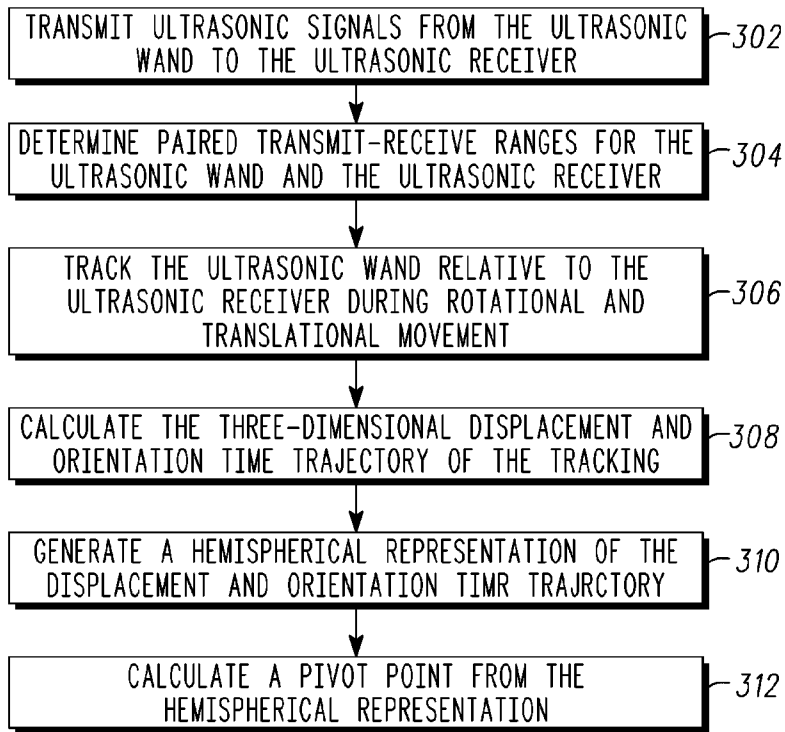 TRANSMIT ULTRASONIC SIGNALS FROM THE ULTRASONIC
WAND TO THE ULTRASONIC RECEIVER
302
DETERMINE PAIRED TRANSMIT-RECEIVE RANGES FOR THE
ULTRASONIC WAND AND THE ULTRASONIC RECEIVER
304
TRACK THE ULTRASONIC WAND RELATIVE TO THE
ULTRASONIC RECEIVER DURING ROTATIONAL AND
TRANSLATIONAL MOVEMENT
306
CALCULATE THE THREE-DIMENSIONAL DISPLACEMENT AND
ORIENTATION TIME TRAJECTORY OF THE TRACKING
308
GENERATE A HEMISPHERICAL REPRESENTATION OF THE
DISPLACEMENT AND ORIENTATION TIMR TRAJRCTORY
310
CALCULATE A PIVOT POINT FROM THE
HEMISPHERICAL REPRESENTATION
312